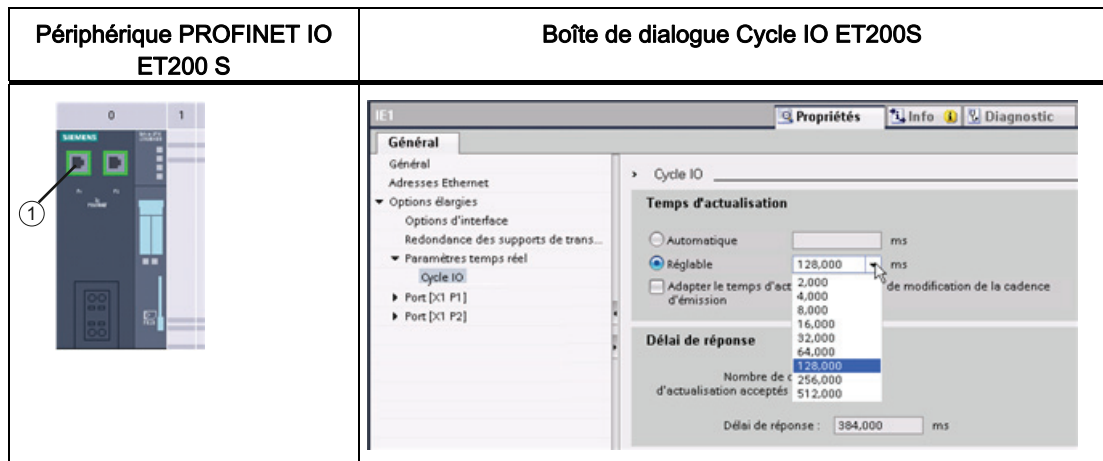 Périphérique PROFINET IO
ET200 S
Boîte de dialogue Cycle IO ET200S
0
1
SIEMENS
1
IE1
Propriétés
Info
Diagnostic
Général
Général
Adresses Ethernet
Options élargies
Options d'interface
Redondance des supports de trans...
Paramètres temps réel
Cycle IO
Port [X1 P1]
Port [X1 P2]
Cycle IO
Temps d'actualisation
Automatique
ms
Réglable
128,000
ms
Adapter le temps d'act
de modification de la cadence
d'émission
2,000
4,000
8,000
16,000
32,000
64,000
128,000
256,000
512,000
Délai de réponse
Nombre de
d'actualisation acceptés
Délai de réponse :
384,000
ms